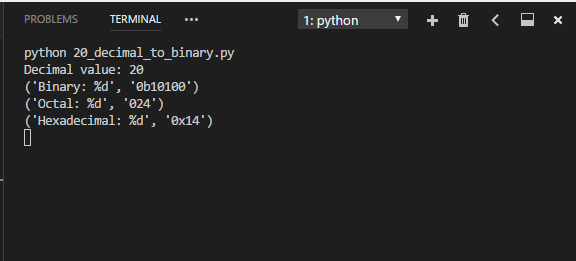 PROBLEMS TERMINAL ••• 1: python
python 20_decimal_to_binary.py
Decimal value: 20
('Binary: %d', '0b10100')
('Octal: %d', '024')
('Hexadecimal: %d', '0x14')